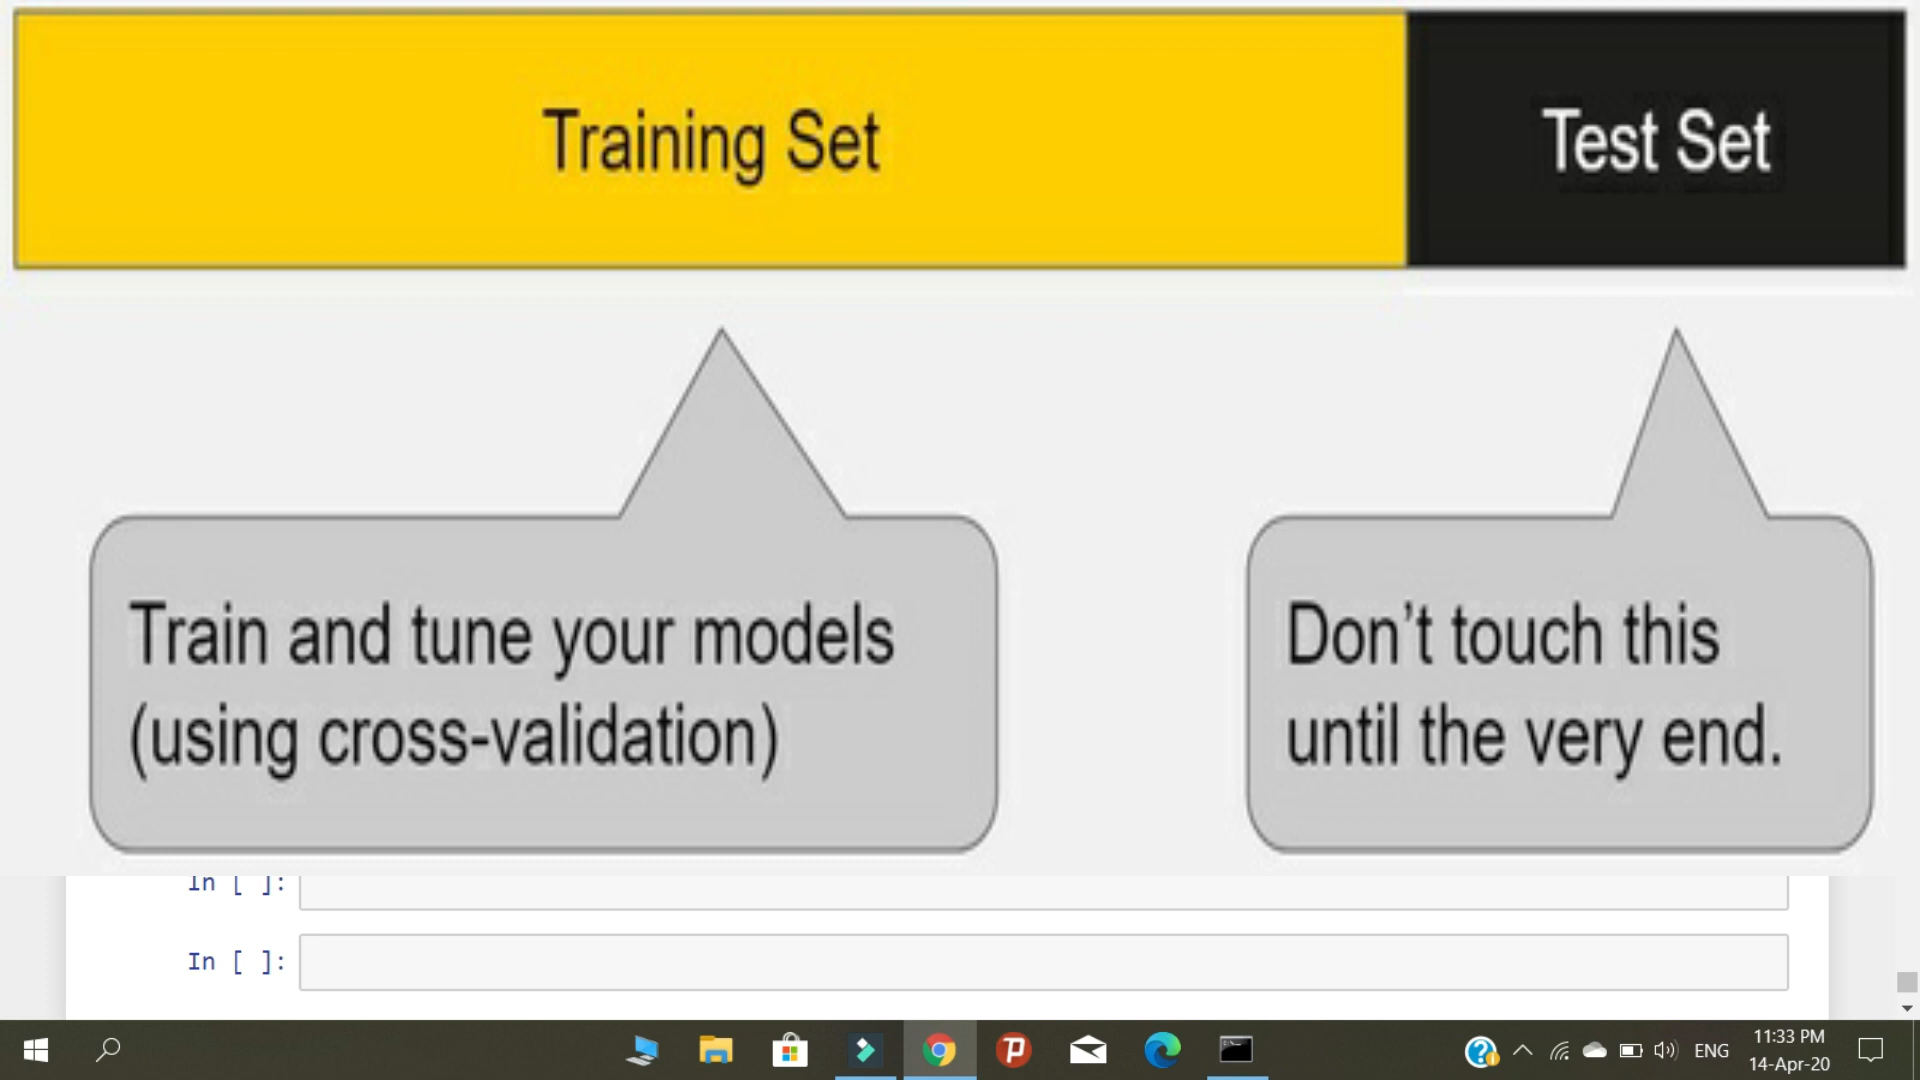 Training Set
Test Set
Train and tune your models
(using cross-validation)
Don't touch this
until the very end.
In [ ]:
In [ ]:
ENG
11:33 PM
14-Apr-20